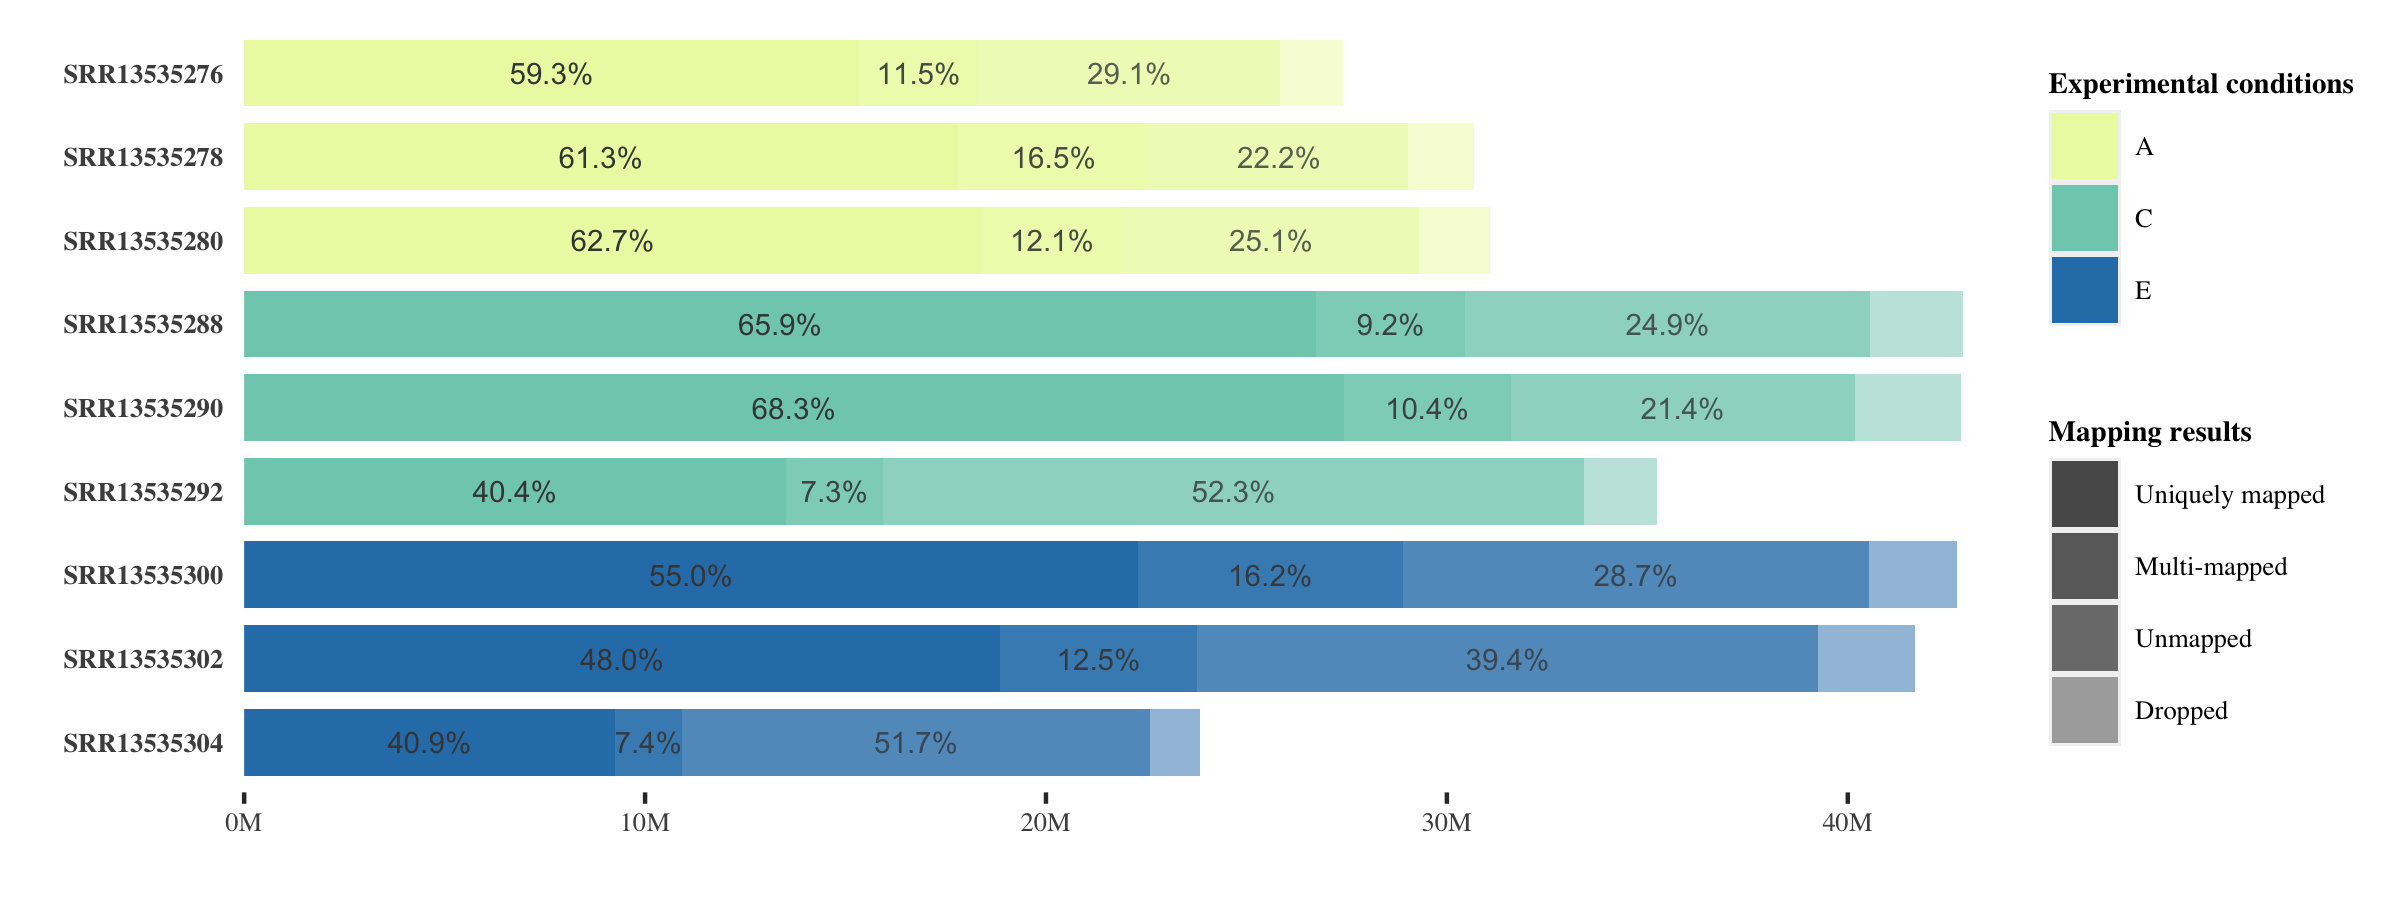 SRR13535276 59.3% 11.5% 29.1%
SRR13535278 61.3% 16.5% 22.2%
SRR13535280 62.7% 12.1% 25.1%
SRR13535288 65.9% 9.2% 24.9%
SRR13535290 68.3% 10.4% 21.4%
SRR13535292 40.4% 7.3% 52.3%
SRR13535300 55.0% 16.2% 28.7%
SRR13535302 48.0% 12.5% 39.4%
SRR13535304 40.9% 7.4% 51.7%
0M 10M 20M 30M 40M
Experimental conditions
A
C
E
Mapping results
Uniquely mapped
Multi-mapped
Unmapped
Dropped